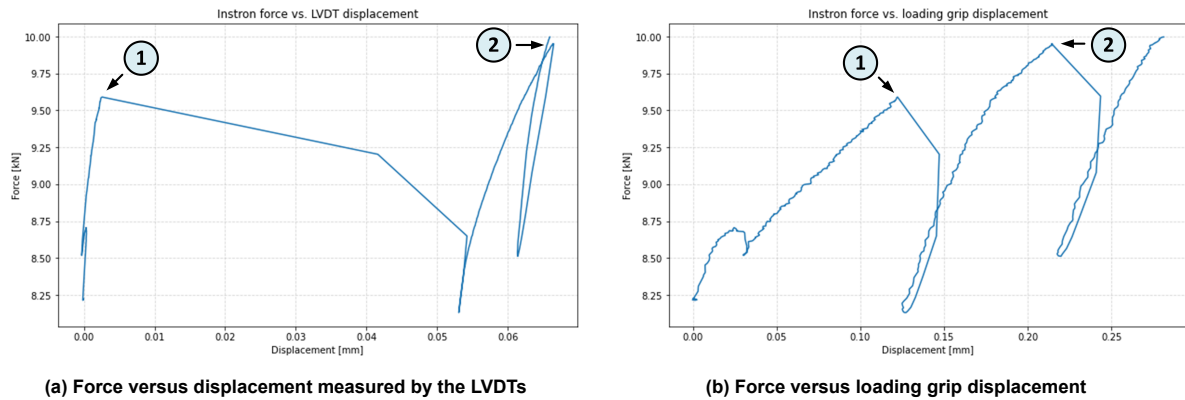 Instron force vs. LVDT displacement
10.00
9.75
9.50
9.25
9.00
8.75
8.50
8.25
Force [kN]
1
2
0.00 0.01 0.02 0.03 0.04 0.05 0.06
Displacement [mm]
(a) Force versus displacement measured by the LVDTs
Instron force vs. loading grip displacement
10.00
9.75
9.50
9.25
9.00
8.75
8.50
8.25
Force [kN]
1
2
0.00 0.05 0.10 0.15 0.20 0.25
Displacement [mm]
(b) Force versus loading grip displacement